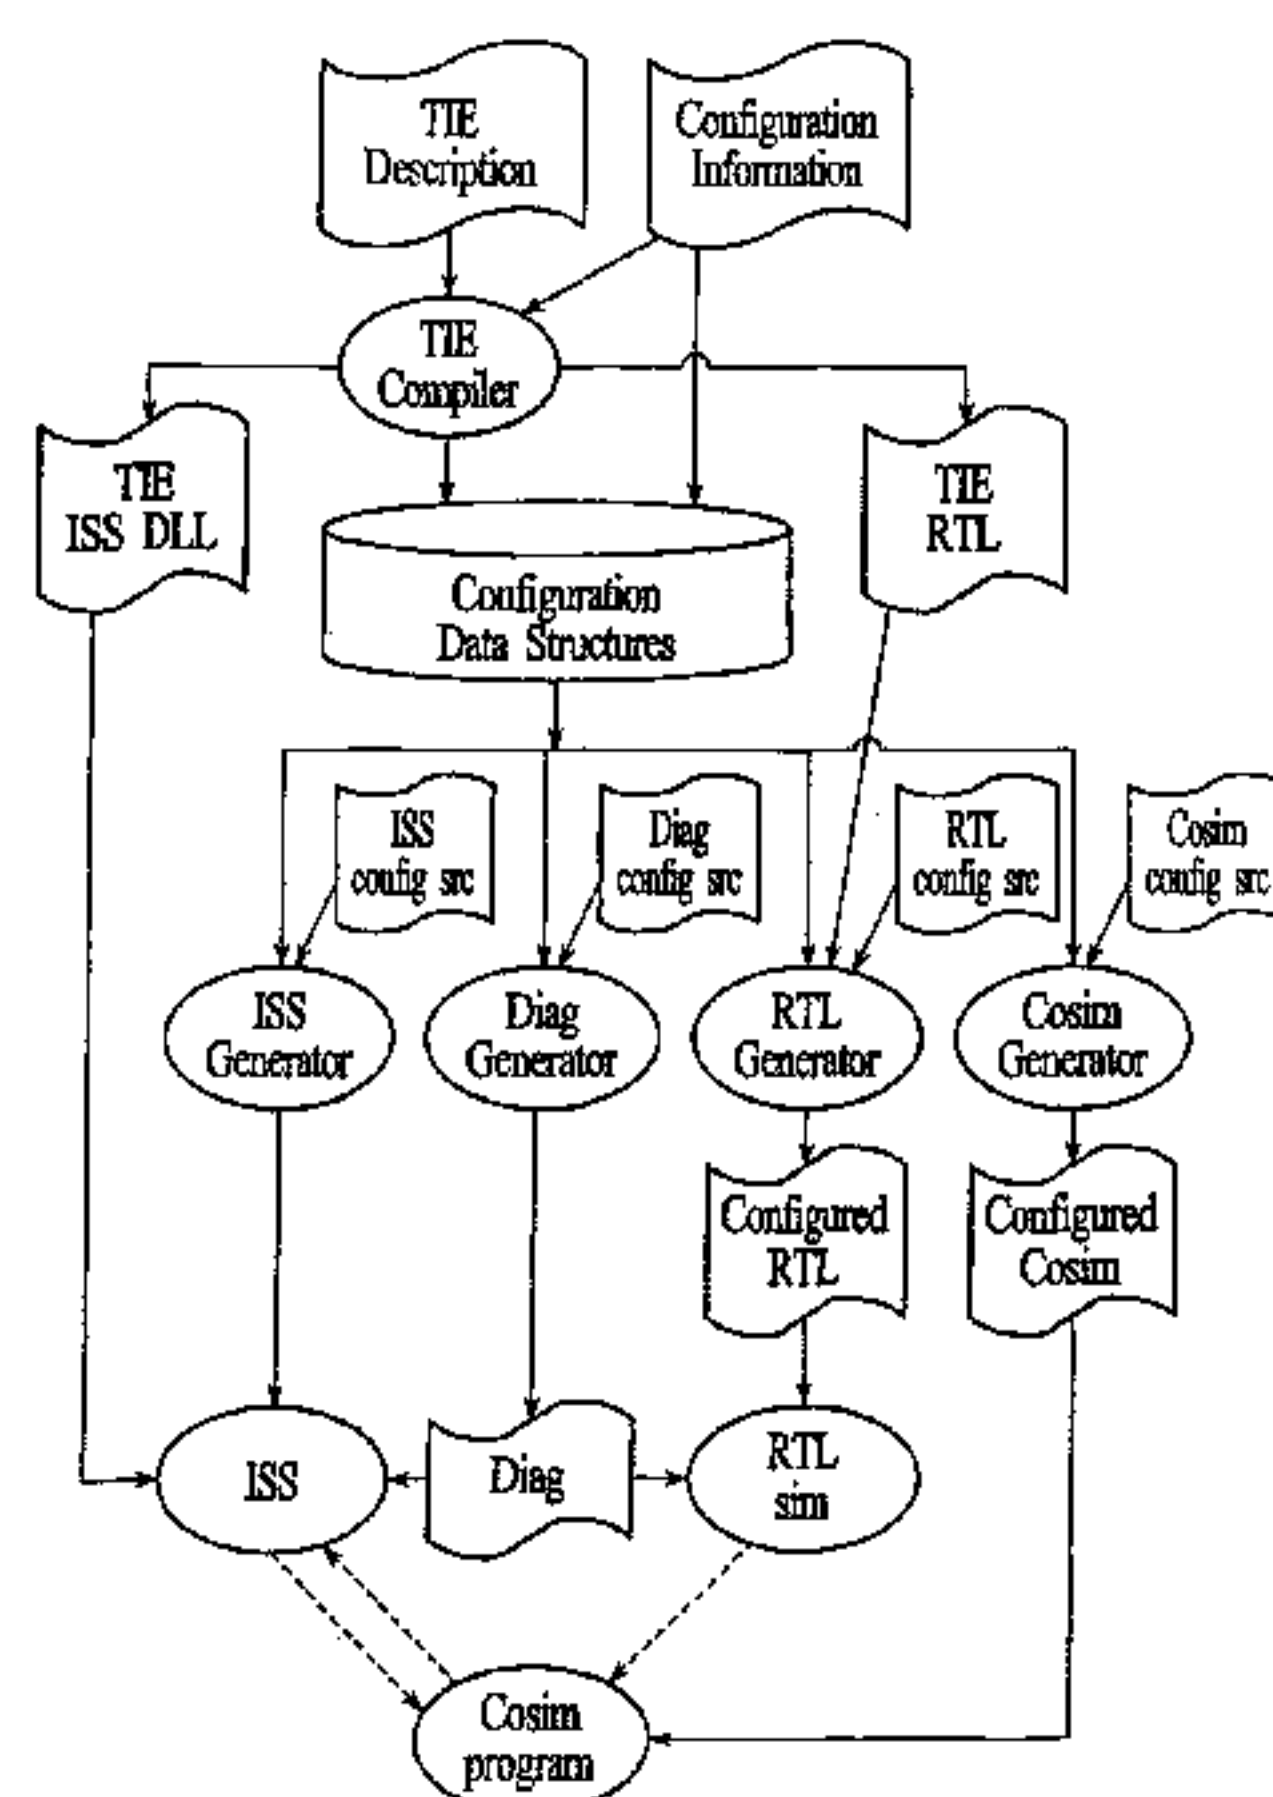 TIE
Description
Configuration
Information
TIE
Compiler
TIE
ISS DLL
TIE
RTL
Configuration
Data Structures
ISS
config src
Diag
config src
RTL
config src
Cosim
config src
ISS
Generator
Diag
Generator
RTL
Generator
Cosim
Generator
Configured
RTL
Configured
Cosim
ISS
Diag
RTL
sim
Cosim
program